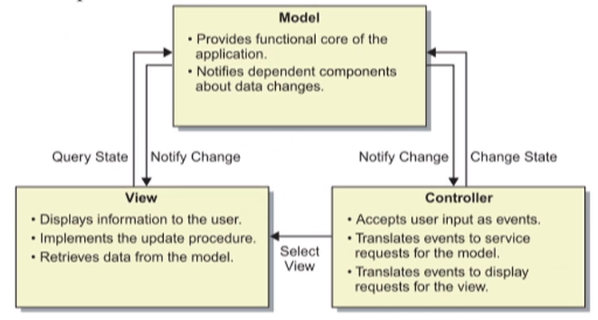 Model
• Provides functional core of the
application.
• Notifies dependent components
about data changes.
Query State
Notify Change
Notify Change
Change State
View
• Displays information to the user.
• Implements the update procedure.
• Retrieves data from the model.
Select
View
Controller
• Accepts user input as events.
• Translates events to service
requests for the model.
• Translates events to display
requests for the view.